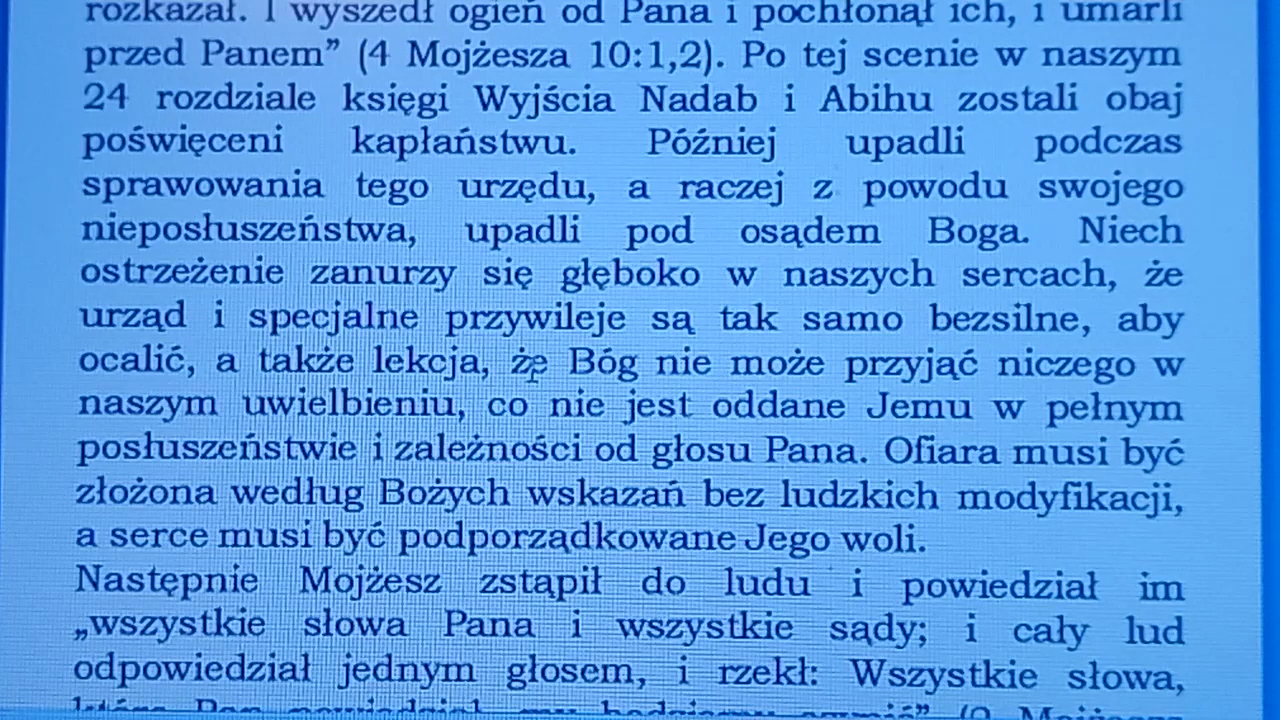 rozkazał. I wyszedł ogień od Pana i pochłonął ich, i umarli
przed Panem” (4 Mojżesza 10:1,2). Po tej scenie w naszym
24 rozdziale księgi Wyjścia Nadab i Abihu zostali obaj
poświęceni kapłaństwu. Później upadli podczas
sprawowania tego urzędu, a raczej z powodu swojego
nieposłuszeństwa, upadli pod osądem Boga. Niech
ostrzeżenie zanurzy się głęboko w naszych sercach, że
urząd i specjalne przywileje są tak samo bezsilne, aby
ocalić, a także lekcja, że Bóg nie może przyjąć niczego w
naszym uwielbieniu, co nie jest oddane Jemu w pełnym
posłuszeństwie i zależności od głosu Pana. Ofiara musi być
złożona według Bożych wskazań bez ludzkich modyfikacji,
a serce musi być podporządkowane Jego woli.
Następnie Mojżesz zstąpił do ludu i powiedział im
„wszystkie słowa Pana i wszystkie sądy; i cały lud
odpowiedział jednym głosem, i rzekł: Wszystkie słowa,